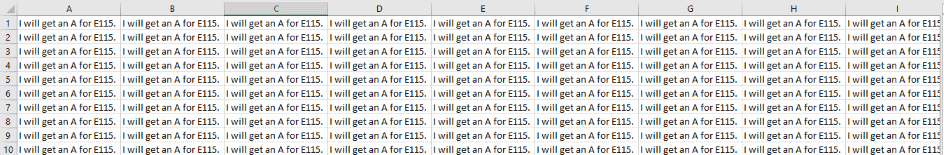 A B C D E F G H I
1 I will get an A for E115. I will get an A for E115. I will get an A for E115. I will get an A for E115. I will get an A for E115. I will get an A for E115. I will get an A for E115. I will get an A for E115. I will get an A for E115
2 I will get an A for E115. I will get an A for E115. I will get an A for E115. I will get an A for E115. I will get an A for E115. I will get an A for E115. I will get an A for E115. I will get an A for E115. I will get an A for E115
3 I will get an A for E115. I will get an A for E115. I will get an A for E115. I will get an A for E115. I will get an A for E115. I will get an A for E115. I will get an A for E115. I will get an A for E115. I will get an A for E115
4 I will get an A for E115. I will get an A for E115. I will get an A for E115. I will get an A for E115. I will get an A for E115. I will get an A for E115. I will get an A for E115. I will get an A for E115. I will get an A for E115
5 I will get an A for E115. I will get an A for E115. I will get an A for E115. I will get an A for E115. I will get an A for E115. I will get an A for E115. I will get an A for E115. I will get an A for E115. I will get an A for E115
6 I will get an A for E115. I will get an A for E115. I will get an A for E115. I will get an A for E115. I will get an A for E115. I will get an A for E115. I will get an A for E115. I will get an A for E115. I will get an A for E115
7 I will get an A for E115. I will get an A for E115. I will get an A for E115. I will get an A for E115. I will get an A for E115. I will get an A for E115. I will get an A for E115. I will get an A for E115. I will get an A for E115
8 I will get an A for E115. I will get an A for E115. I will get an A for E115. I will get an A for E115. I will get an A for E115. I will get an A for E115. I will get an A for E115. I will get an A for E115. I will get an A for E115
9 I will get an A for E115. I will get an A for E115. I will get an A for E115. I will get an A for E115. I will get an A for E115. I will get an A for E115. I will get an A for E115. I will get an A for E115. I will get an A for E115
10 I will get an A for E115. I will get an A for E115. I will get an A for E115. I will get an A for E115. I will get an A for E115. I will get an A for E115. I will get an A for E115. I will get an A for E115. I will get an A for E115